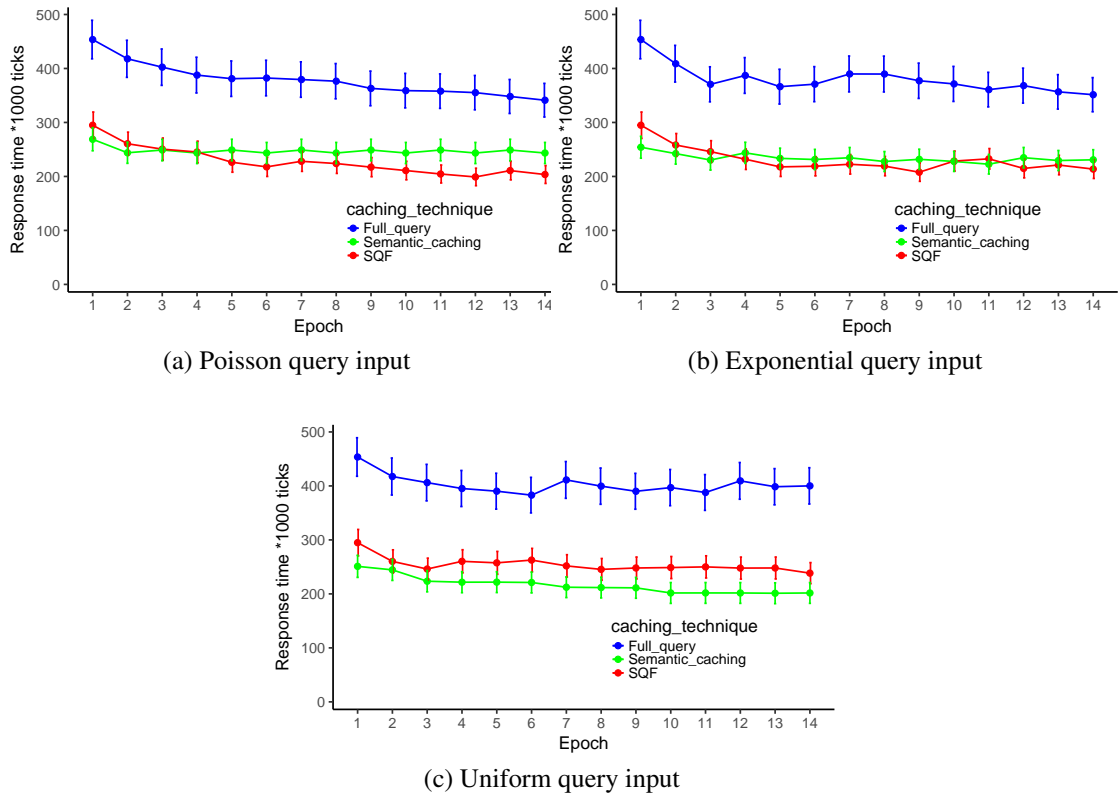 500
400
300
200
100
0
Response time *1000 ticks
caching_technique
Full_query
Semantic_caching
SQF
1 2 3 4 5 6 7 8 9 10 11 12 13 14
Epoch
(a) Poisson query input
500
400
300
200
100
0
Response time *1000 ticks
caching_technique
Full_query
Semantic_caching
SQF
1 2 3 4 5 6 7 8 9 10 11 12 13 14
Epoch
(b) Exponential query input
500
400
300
200
100
0
Response time *1000 ticks
caching_technique
Full_query
Semantic_caching
SQF
1 2 3 4 5 6 7 8 9 10 11 12 13 14
Epoch
(c) Uniform query input